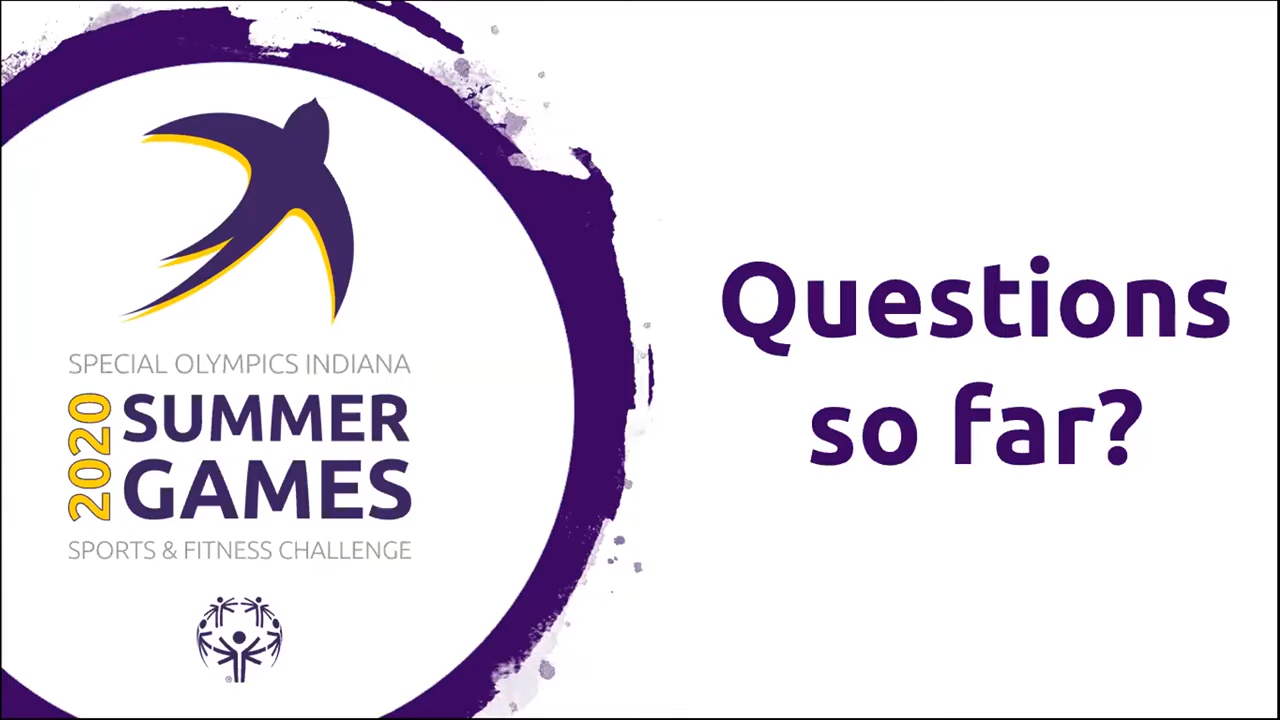 SPECIAL OLYMPICS INDIANA
2020
SUMMER
GAMES
SPORTS & FITNESS CHALLENGE
®
Questions
so far?